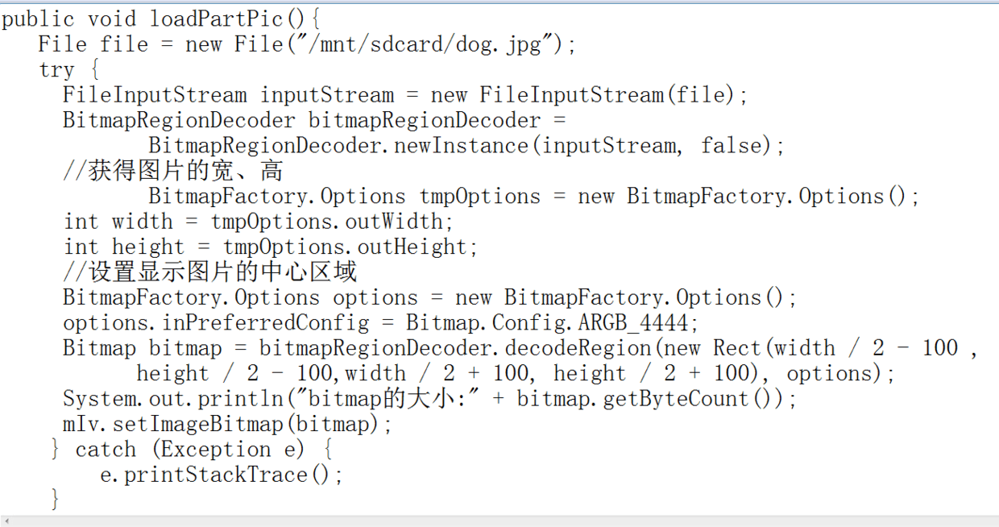 public void loadPartPic(){
File file = new File("/mnt/sdcard/dog.jpg");
try {
FileInputStream inputStream = new FileInputStream(file);
BitmapRegionDecoder bitmapRegionDecoder =
BitmapRegionDecoder.newInstance(inputStream, false);
//获得图片的宽、高
BitmapFactory.Options tmpOptions = new BitmapFactory.Options();
int width = tmpOptions.outWidth;
int height = tmpOptions.outHeight;
//设置显示图片的中心区域
BitmapFactory.Options options = new BitmapFactory.Options();
options.inPreferredConfig = Bitmap.Config.ARGB_4444;
Bitmap bitmap = bitmapRegionDecoder.decodeRegion(new Rect(width / 2 - 100 ,
height / 2 - 100,width / 2 + 100, height / 2 + 100), options);
System.out.println("bitmap的大小:" + bitmap.getByteCount());
mIv.setImageBitmap(bitmap);
} catch (Exception e) {
e.printStackTrace();
}